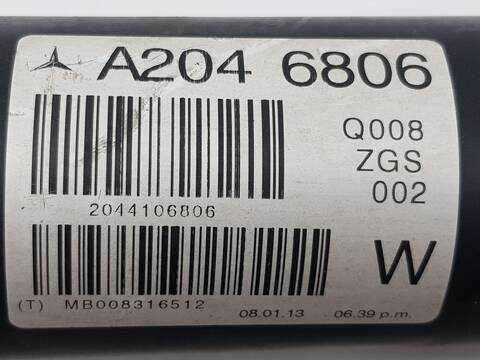 A204 6806
Q008
ZGS
002
2044106806
W
(T) MB008316512
08.01.13 06.39 p.m.